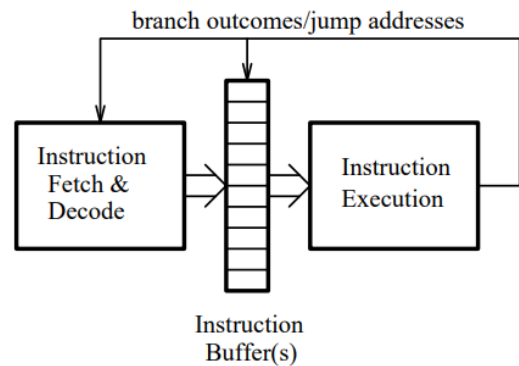 branch outcomes/jump addresses
Instruction
Fetch &
Decode
Instruction
Execution
Instruction
Buffer(s)